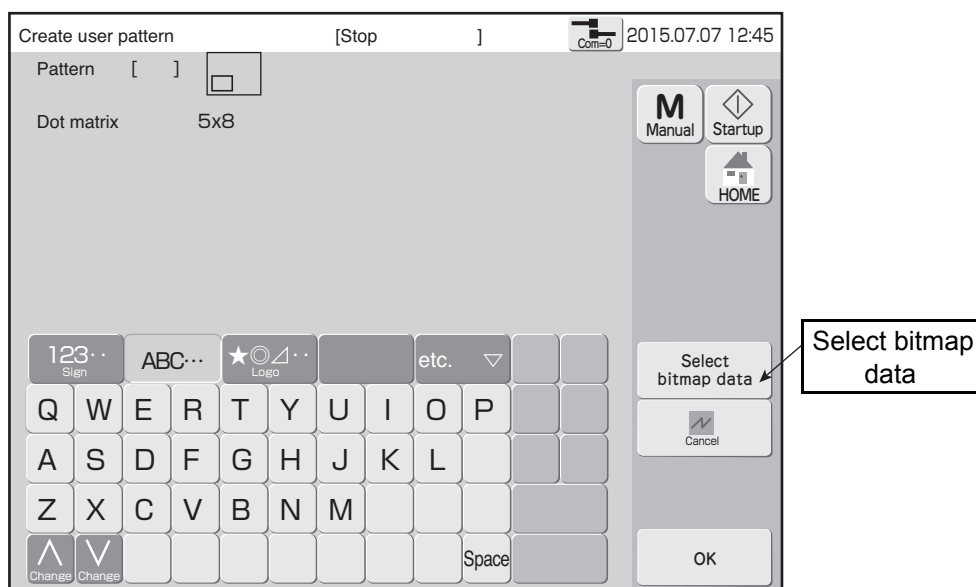 Create user pattern [Stop ] Com=0 2015.07.07 12:45
Pattern [ ]
Dot matrix 5x8
M
Manual Startup
HOME
123‥ ABC… ★◎⊿‥ etc. ▽
Sign Logo
Q W E R T Y U I O P
A S D F G H J K L
Z X C V B N M
Change Change Space
Select
bitmap data
Cancel
OK
Select bitmap
data